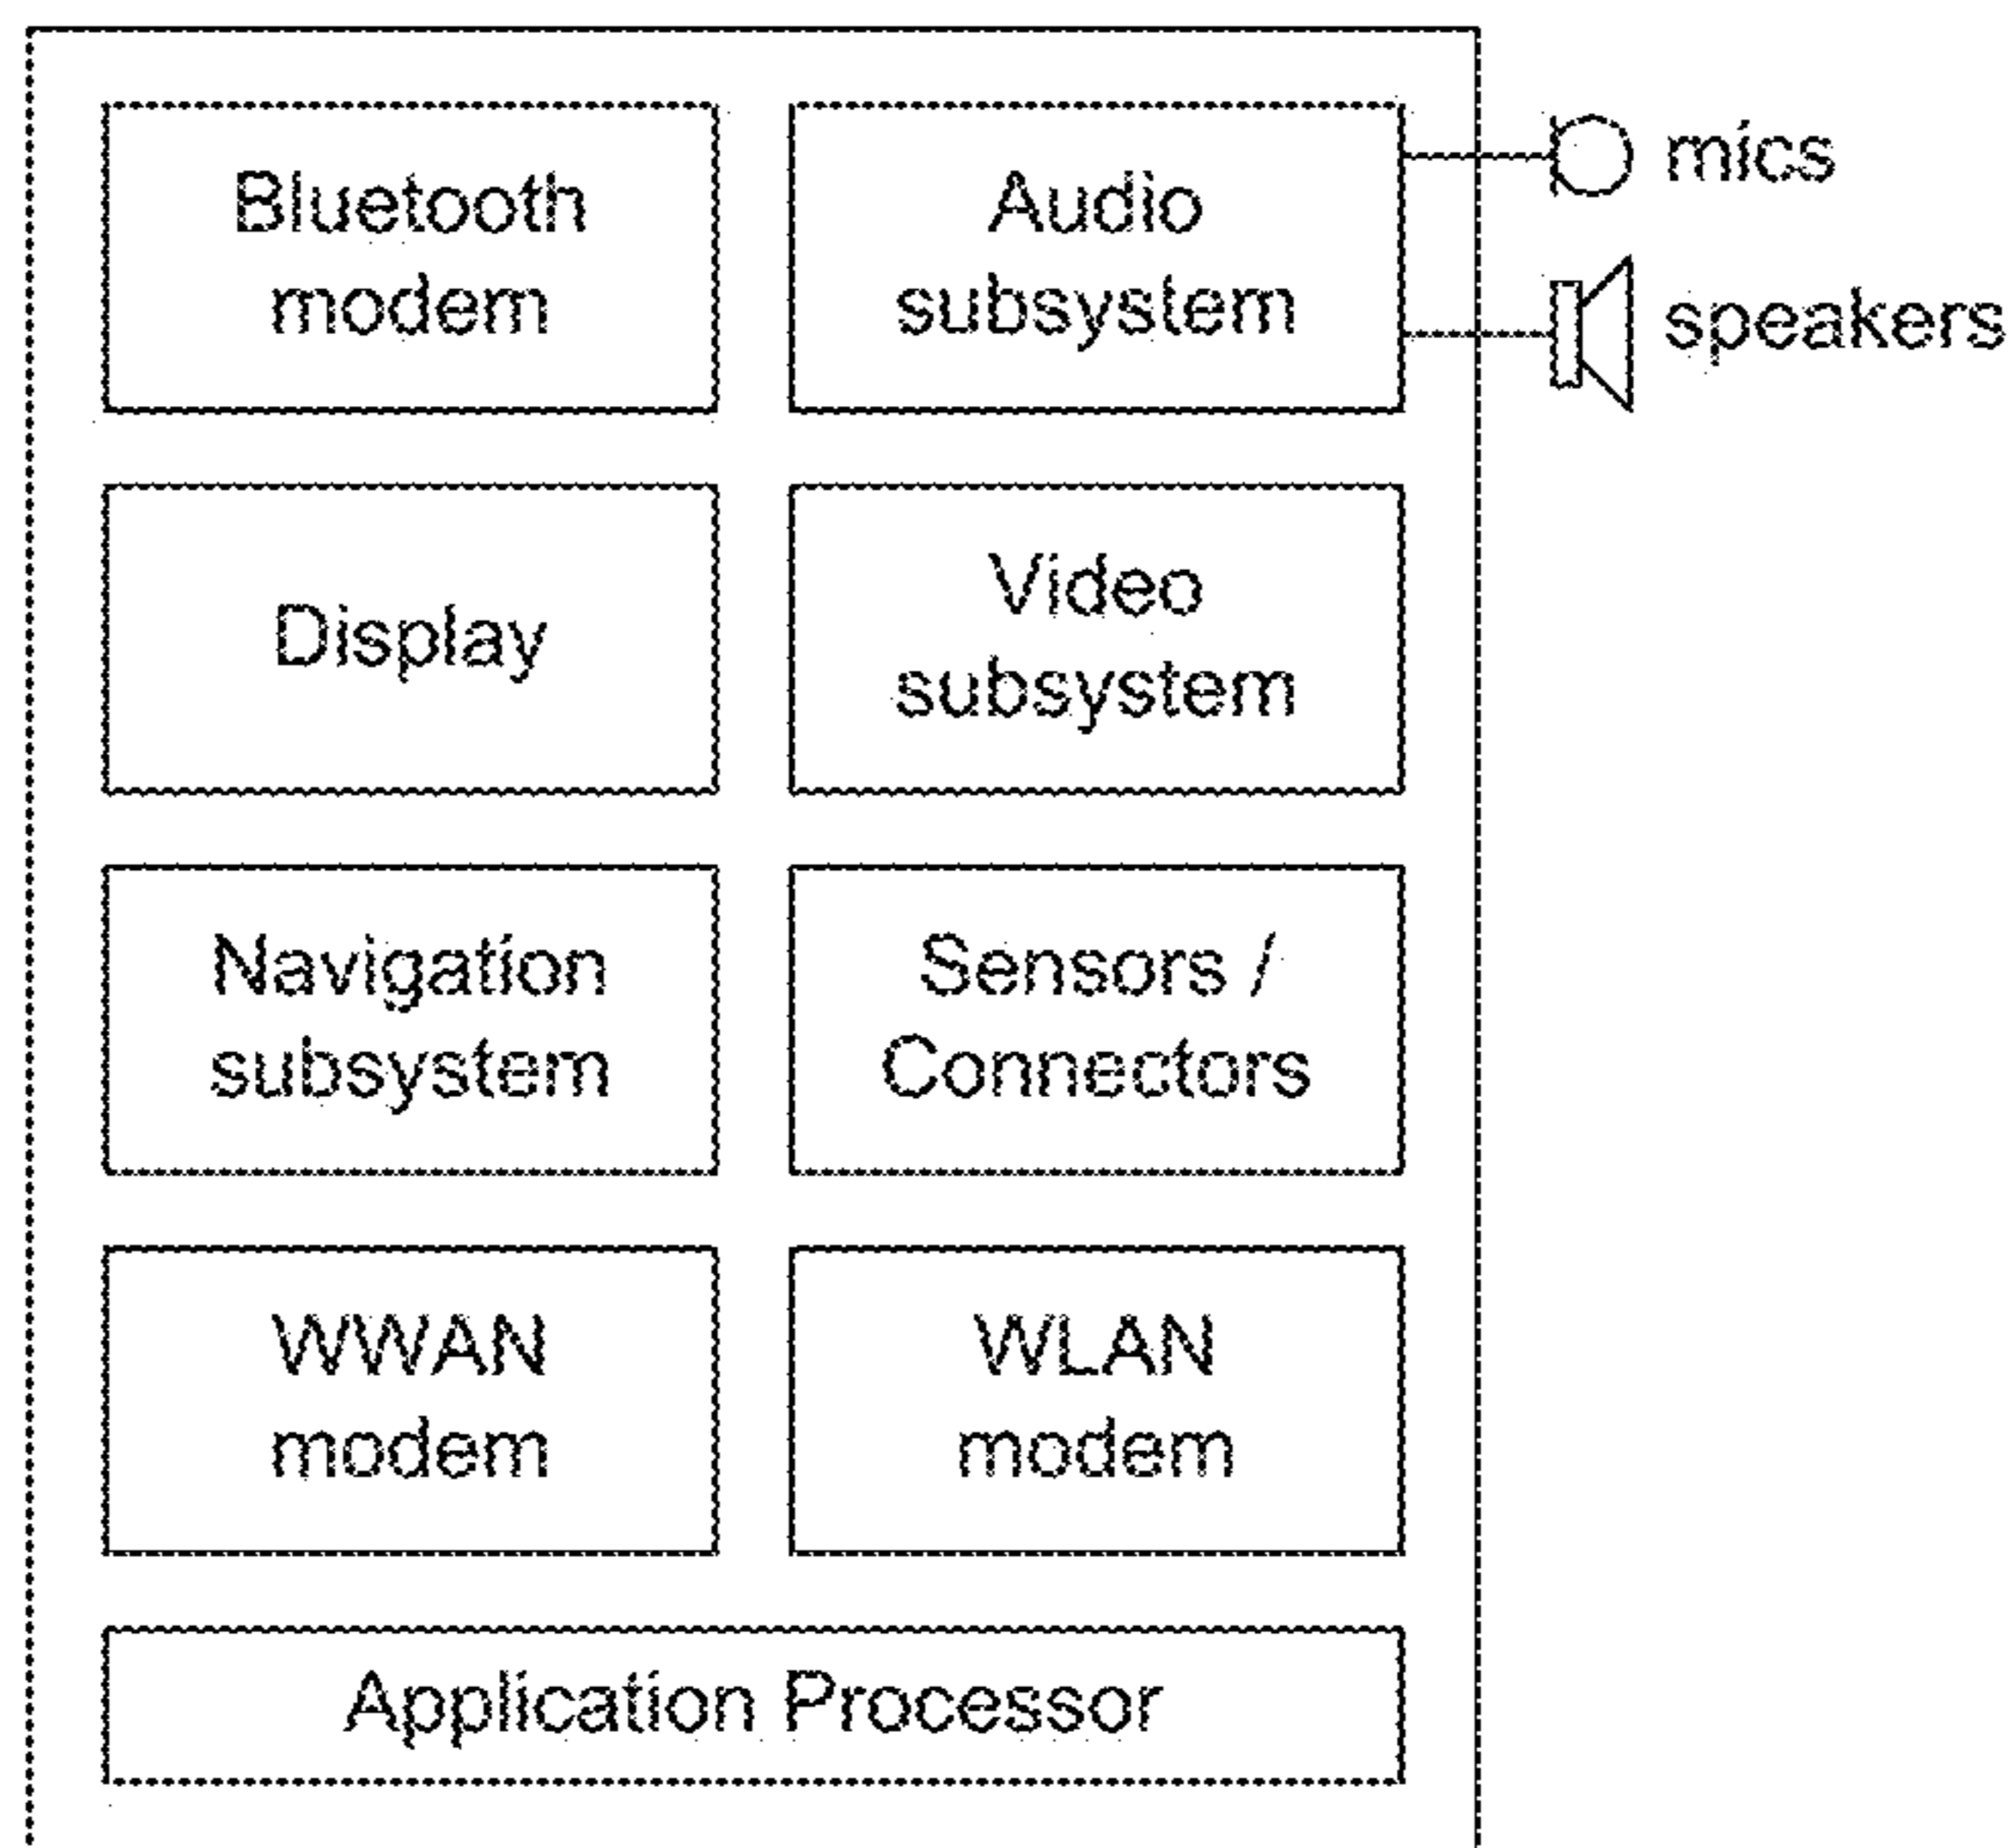 Bluetooth
modem
Audio
subsystem
mics
speakers
Display
Video
subsystem
Navigation
subsystem
Sensors /
Connectors
WWAN
modem
WLAN
modem
Application Processor